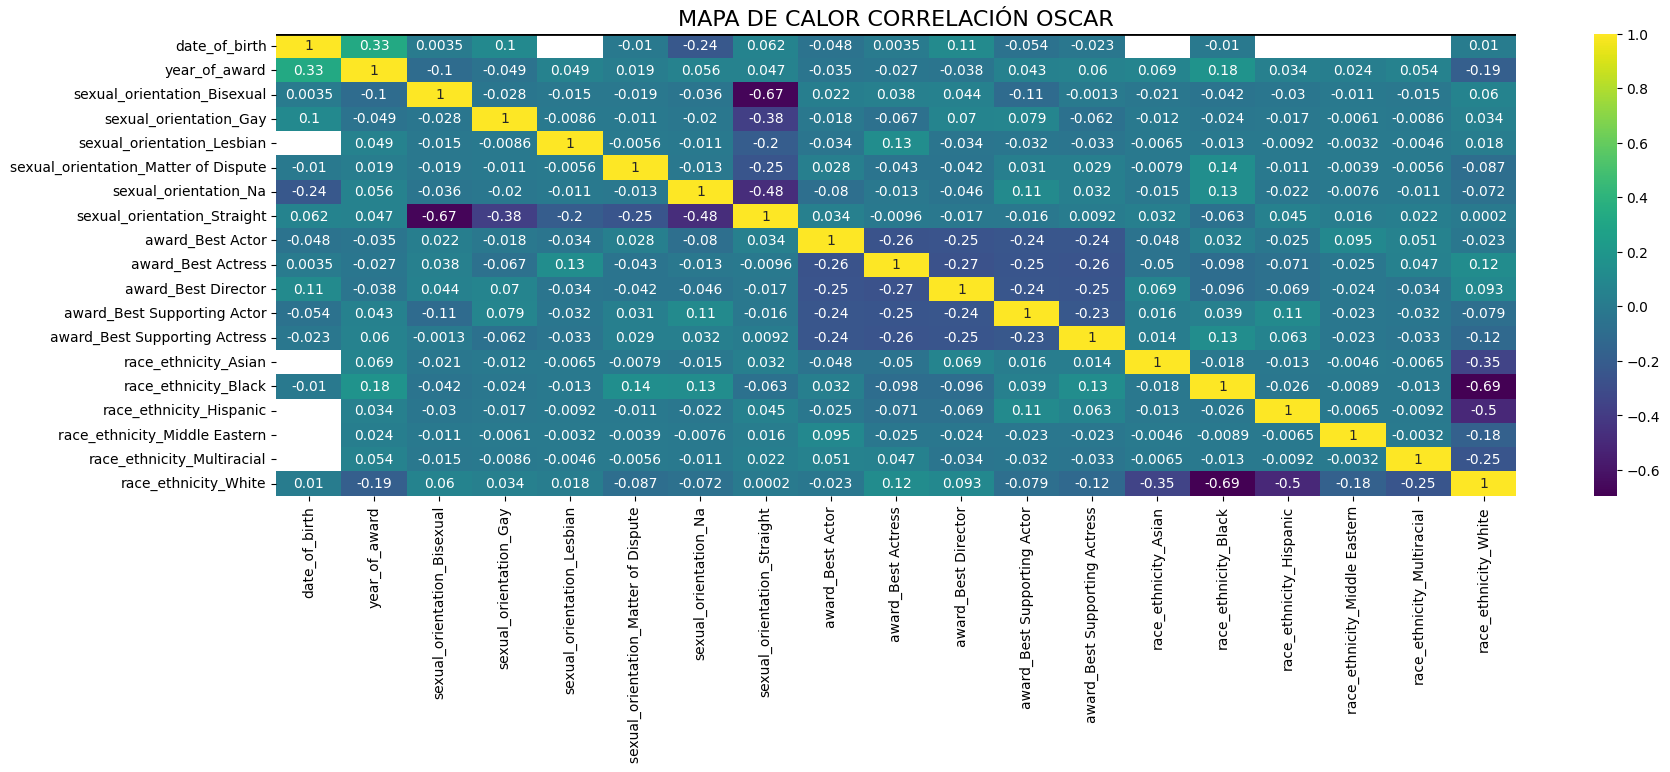 MAPA DE CALOR CORRELACIÓN OSCAR
date_of_birth 1 0.33 0.0035 0.1 -0.01 -0.24 0.062 -0.048 0.0035 0.11 -0.054 -0.023 -0.01 0.01
year_of_award 0.33 1 -0.1 -0.049 0.049 0.019 0.056 0.047 -0.035 -0.027 -0.038 0.043 0.06 0.069 0.18 0.034 0.024 0.054 -0.19
sexual_orientation_Bisexual 0.0035 -0.1 1 -0.028 -0.015 -0.019 -0.036 -0.67 0.022 0.038 0.044 -0.11 -0.0013 -0.021 -0.042 -0.03 -0.011 -0.015 0.06
sexual_orientation_Gay 0.1 -0.049 -0.028 1 -0.0086 -0.011 -0.02 -0.38 -0.018 -0.067 0.07 0.079 -0.062 -0.012 -0.024 -0.017 -0.0061 -0.0086 0.034
sexual_orientation_Lesbian 0.049 -0.015 -0.0086 1 -0.0056 -0.011 -0.2 -0.034 0.13 -0.034 -0.032 -0.033 -0.0065 -0.013 -0.0092 -0.0032 -0.0046 0.018
sexual_orientation_Matter of Dispute -0.01 0.019 -0.019 -0.011 -0.0056 1 -0.013 -0.25 0.028 -0.043 -0.042 0.031 0.029 -0.0079 0.14 -0.011 -0.0039 -0.0056 -0.087
sexual_orientation_Na -0.24 0.056 -0.036 -0.02 -0.011 -0.013 1 -0.48 -0.08 -0.013 -0.046 0.11 0.032 -0.015 0.13 -0.022 -0.0076 -0.011 -0.072
sexual_orientation_Straight 0.062 0.047 -0.67 -0.38 -0.2 -0.25 -0.48 1 0.034 -0.0096 -0.017 -0.016 0.0092 0.032 -0.063 0.045 0.016 0.022 0.0002
award_Best Actor -0.048 -0.035 0.022 -0.018 -0.034 0.028 -0.08 0.034 1 -0.26 -0.25 -0.24 -0.24 -0.048 0.032 -0.025 0.095 0.051 -0.023
award_Best Actress 0.0035 -0.027 0.038 -0.067 0.13 -0.043 -0.013 -0.0096 -0.26 1 -0.27 -0.25 -0.26 -0.05 -0.098 -0.071 -0.025 0.047 0.12
award_Best Director 0.11 -0.038 0.044 0.07 -0.034 -0.042 -0.046 -0.017 -0.25 -0.27 1 -0.24 -0.25 0.069 -0.096 -0.069 -0.024 -0.034 0.093
award_Best Supporting Actor -0.054 0.043 -0.11 0.079 -0.032 0.031 0.11 -0.016 -0.24 -0.25 -0.24 1 -0.23 0.016 0.039 0.11 -0.023 -0.032 -0.079
award_Best Supporting Actress -0.023 0.06 -0.0013 -0.062 -0.033 0.029 0.032 0.0092 -0.24 -0.26 -0.25 -0.23 1 0.014 0.13 0.063 -0.023 -0.033 -0.12
race_ethnicity_Asian 0.069 -0.021 -0.012 -0.0065 -0.0079 -0.015 0.032 -0.048 -0.05 0.069 0.016 0.014 1 -0.018 -0.013 -0.0046 -0.0065 -0.35
race_ethnicity_Black -0.01 0.18 -0.042 -0.024 -0.013 0.14 0.13 -0.063 0.032 -0.098 -0.096 0.039 0.13 -0.018 1 -0.026 -0.0089 -0.013 -0.69
race_ethnicity_Hispanic 0.034 -0.03 -0.017 -0.0092 -0.011 -0.022 0.045 -0.025 -0.071 -0.069 0.11 0.063 -0.013 -0.026 1 -0.0065 -0.0092 -0.5
race_ethnicity_Middle Eastern 0.024 -0.011 -0.0061 -0.0032 -0.0039 -0.0076 0.016 0.095 -0.025 -0.024 -0.023 -0.023 -0.0046 -0.0089 -0.0065 1 -0.0032 -0.18
race_ethnicity_Multiracial 0.054 -0.015 -0.0086 -0.0046 -0.0056 -0.011 0.022 0.051 0.047 -0.034 -0.032 -0.033 -0.0065 -0.013 -0.0092 -0.0032 1 -0.25
race_ethnicity_White 0.01 -0.19 0.06 0.034 0.018 -0.087 -0.072 0.0002 -0.023 0.12 0.093 -0.079 -0.12 -0.35 -0.69 -0.5 -0.18 -0.25 1
date_of_birth
year_of_award
sexual_orientation_Bisexual
sexual_orientation_Gay
sexual_orientation_Lesbian
sexual_orientation_Matter of Dispute
sexual_orientation_Na
sexual_orientation_Straight
award_Best Actor
award_Best Actress
award_Best Director
award_Best Supporting Actor
award_Best Supporting Actress
race_ethnicity_Asian
race_ethnicity_Black
race_ethnicity_Hispanic
race_ethnicity_Middle Eastern
race_ethnicity_Multiracial
race_ethnicity_White
1.0
0.8
0.6
0.4
0.2
0.0
−0.2
−0.4
−0.6